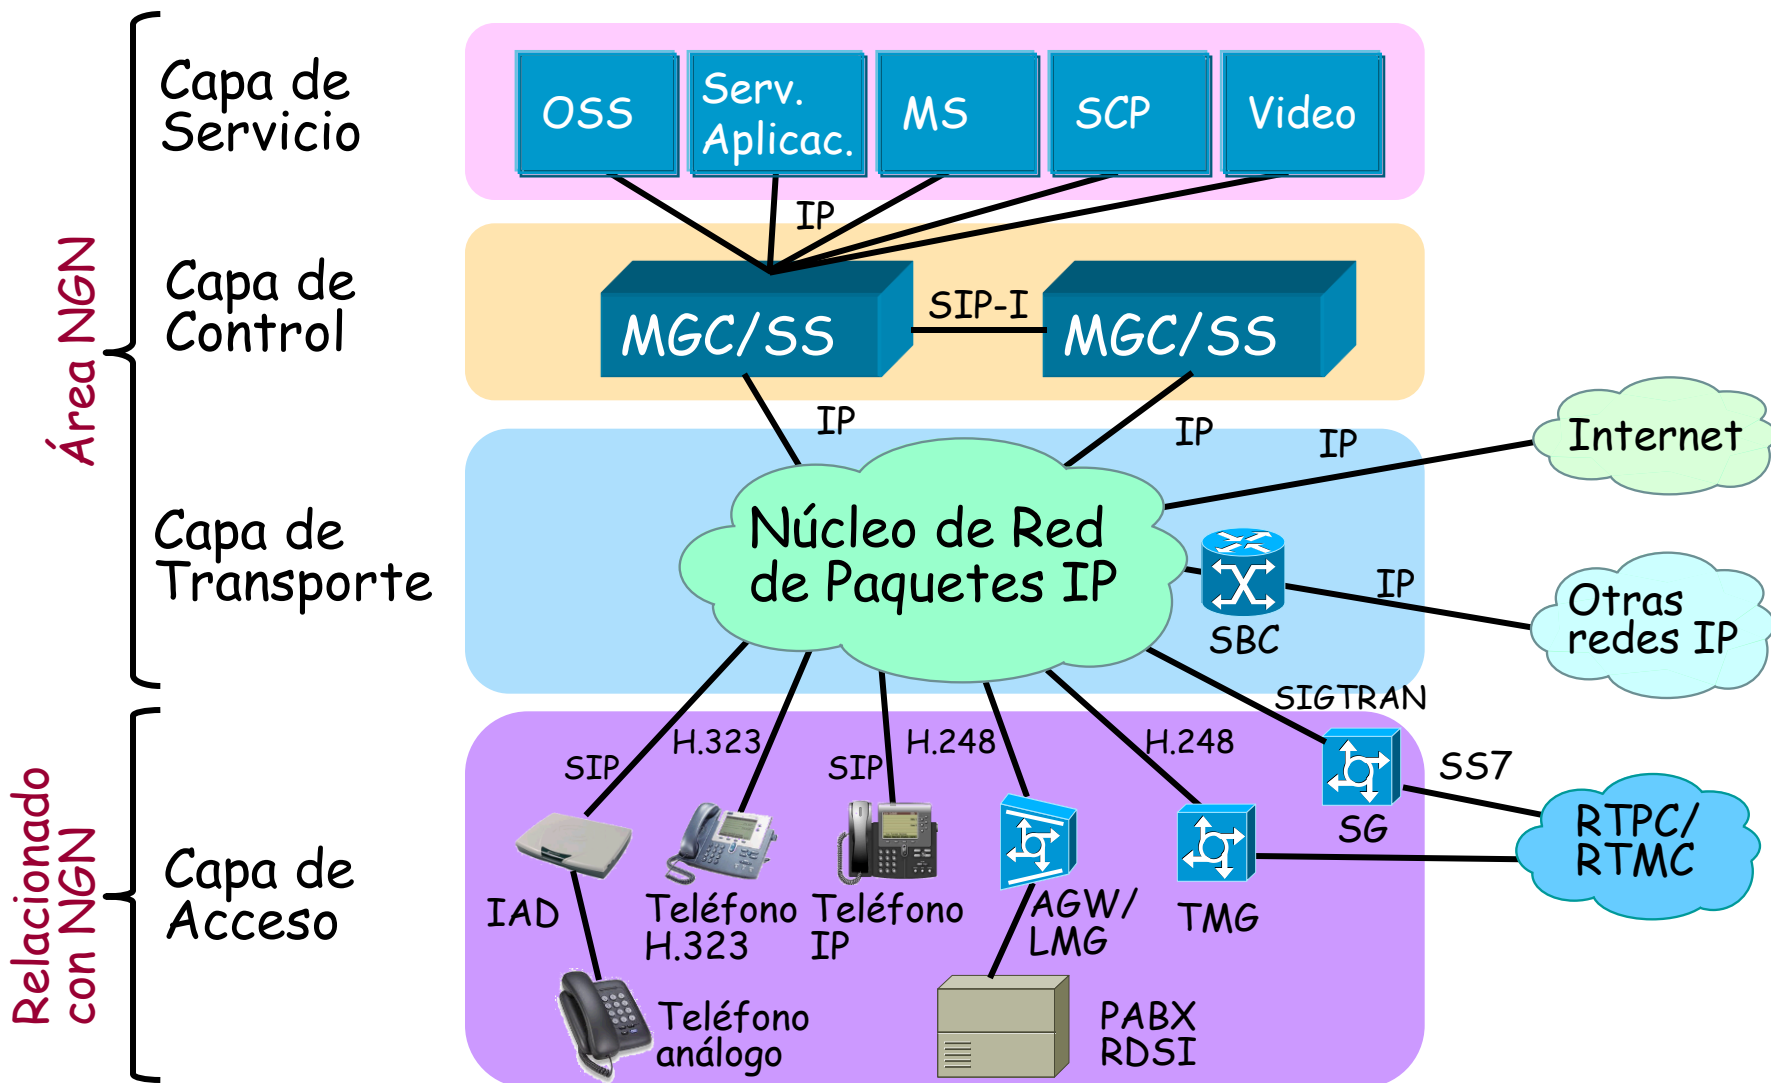 Capa de
Servicio
OSS
Serv.
Aplicac.
MS
SCP
Video
IP
Área NGN
Capa de
Control
MGC/SS
SIP-I
MGC/SS
IP
IP
IP
Internet
Capa de
Transporte
Núcleo de Red
de Paquetes IP
SBC
IP
Otras
redes IP
SIGTRAN
Relacionado
con NGN
Capa de
Acceso
SIP
H.323
SIP
H.248
H.248
SS7
SG
RTPC/
RTMC
IAD
Teléfono
H.323
Teléfono
IP
AGW/
LMG
TMG
Teléfono
análogo
PABX
RDSI